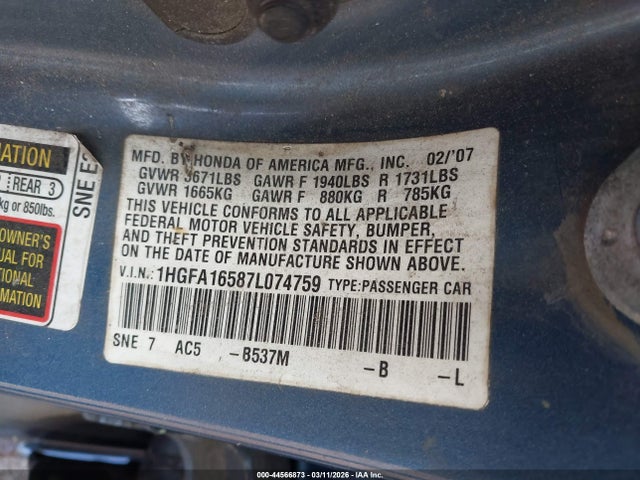 MATION
REAR 3
kg or 850lbs.
OWNER'S
UAL FOR
TIONAL
RMATION
SNE
MFD. BY HONDA OF AMERICA MFG., INC. 02/'07
GVWR 3671LBS GAWR F 1940LBS R 1731LBS
GVWR 1665KG GAWR F 880KG R 785KG
THIS VEHICLE CONFORMS TO ALL APPLICABLE
FEDERAL MOTOR VEHICLE SAFETY, BUMPER,
AND THEFT PREVENTION STANDARDS IN EFFECT
ON THE DATE OF MANUFACTURE SHOWN ABOVE.
V.I.N.: 1HGFA16587L074759 TYPE:PASSENGER CAR
SNE 7 AC5 -B537M -B -L
00-44566873 | 03/11/2026 | IAA Inc.